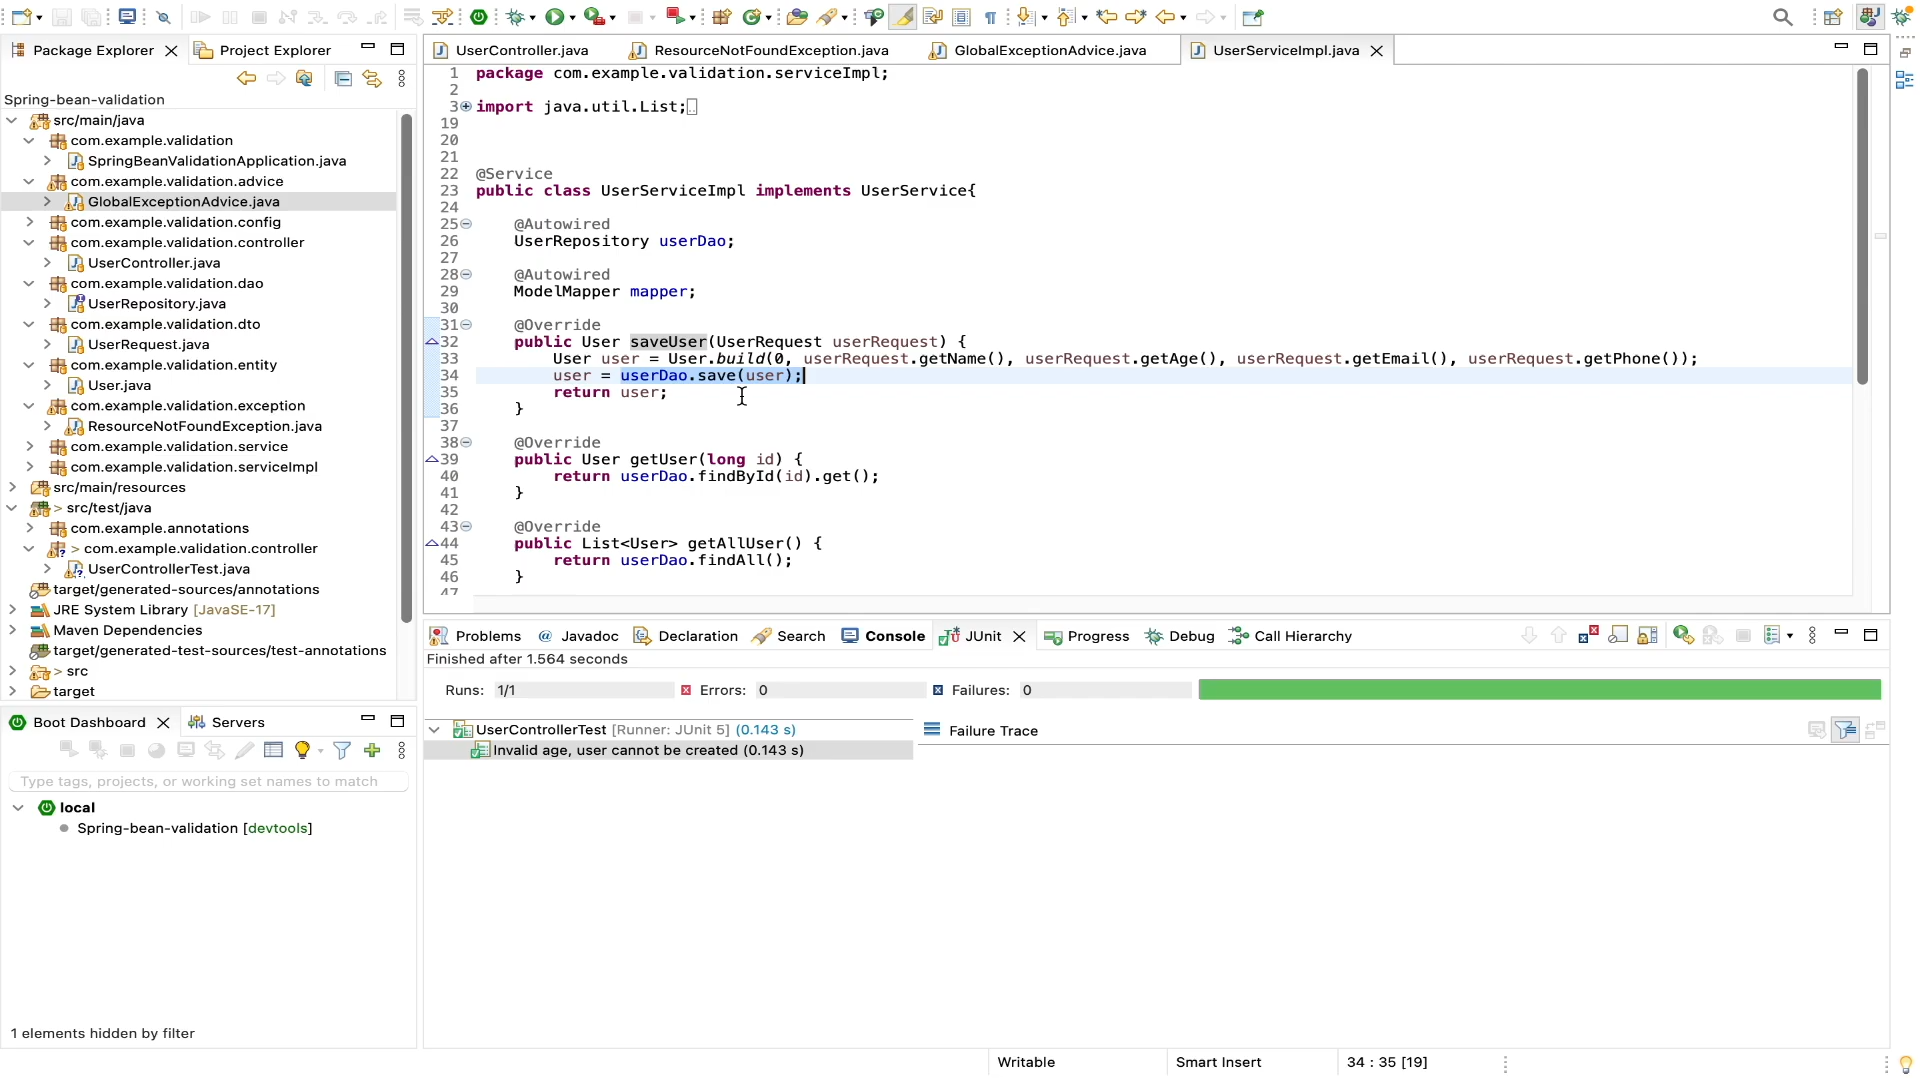 Package Explorer
Project Explorer
Spring-bean-validation
src/main/java
com.example.validation
SpringBeanValidationApplication.java
com.example.validation.advice
GlobalExceptionAdvice.java
com.example.validation.config
com.example.validation.controller
UserController.java
com.example.validation.dao
UserRepository.java
com.example.validation.dto
UserRequest.java
com.example.validation.entity
User.java
com.example.validation.exception
ResourceNotFoundException.java
com.example.validation.service
com.example.validation.serviceImpl
src/main/resources
> src/test/java
com.example.annotations
> com.example.validation.controller
UserControllerTest.java
target/generated-sources/annotations
JRE System Library [JavaSE-17]
Maven Dependencies
target/generated-test-sources/test-annotations
> src
target
UserController.java
ResourceNotFoundException.java
GlobalExceptionAdvice.java
UserServiceImpl.java
1 package com.example.validation.serviceImpl;
2
3 import java.util.List;
19
20
21
22 @Service
23 public class UserServiceImpl implements UserService{
24
25 @Autowired
26 UserRepository userDao;
27
28 @Autowired
29 ModelMapper mapper;
30
31 @Override
32 public User saveUser(UserRequest userRequest) {
33 User user = User.build(0, userRequest.getName(), userRequest.getAge(), userRequest.getEmail(), userRequest.getPhone());
34 user = userDao.save(user);
35 return user;
36 }
37
38 @Override
39 public User getUser(long id) {
40 return userDao.findById(id).get();
41 }
42
43 @Override
44 public List<User> getAllUser() {
45 return userDao.findAll();
46 }
47
Problems
@ Javadoc
Declaration
Search
Console
JUnit
Progress
Debug
Call Hierarchy
Finished after 1.564 seconds
Runs: 1/1
Errors: 0
Failures: 0
UserControllerTest [Runner: JUnit 5] (0.143 s)
Invalid age, user cannot be created (0.143 s)
Failure Trace
Boot Dashboard
Servers
Type tags, projects, or working set names to match
local
Spring-bean-validation [devtools]
1 elements hidden by filter
Writable
Smart Insert
34 : 35 [19]